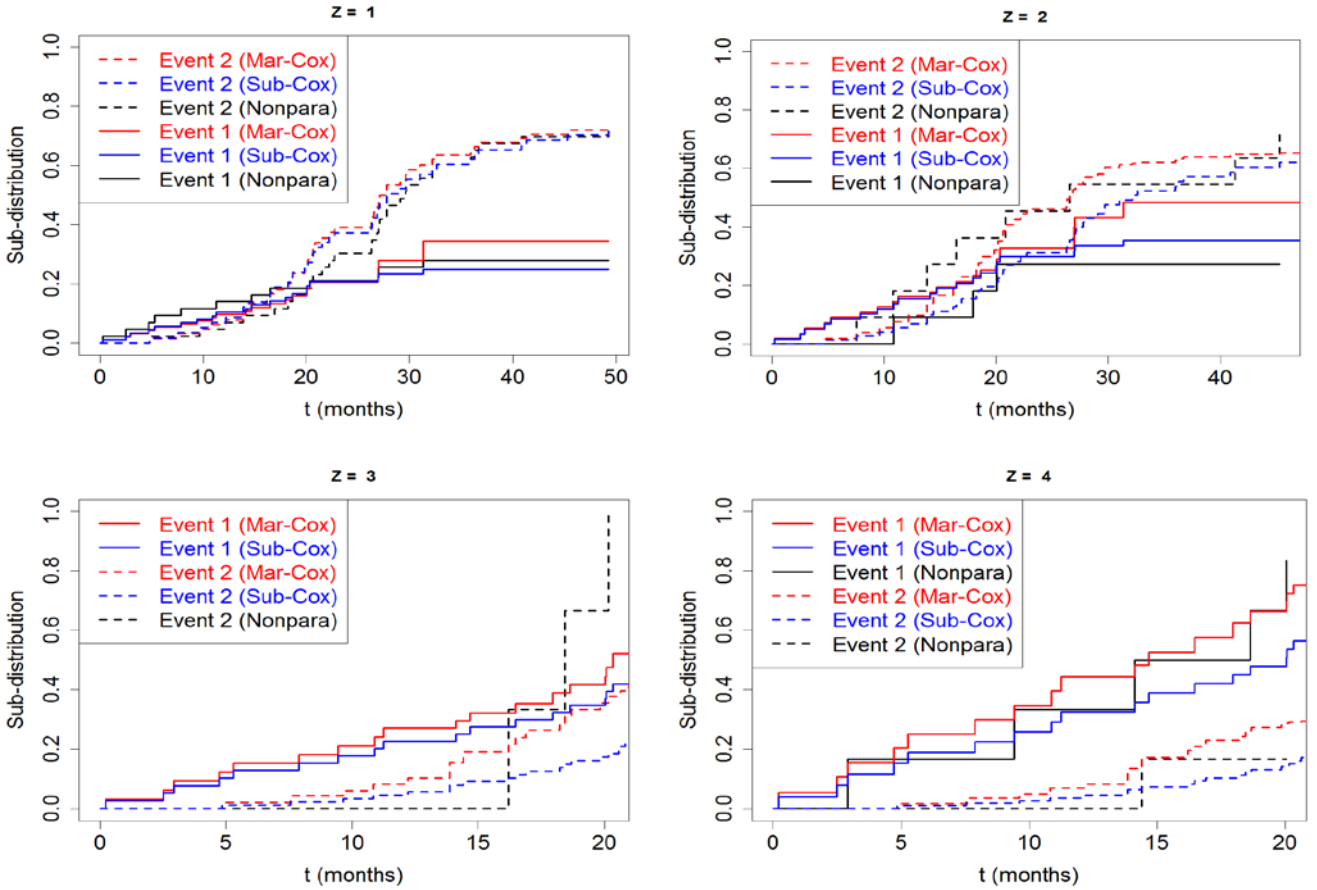 Z = 1
Event 2 (Mar-Cox)
Event 2 (Sub-Cox)
Event 2 (Nonpara)
Event 1 (Mar-Cox)
Event 1 (Sub-Cox)
Event 1 (Nonpara)
Sub-distribution
0.0 0.2 0.4 0.6 0.8 1.0
0 10 20 30 40 50
t (months)
Z = 2
Event 2 (Mar-Cox)
Event 2 (Sub-Cox)
Event 2 (Nonpara)
Event 1 (Mar-Cox)
Event 1 (Sub-Cox)
Event 1 (Nonpara)
Sub-distribution
0.0 0.2 0.4 0.6 0.8 1.0
0 10 20 30 40
t (months)
Z = 3
Event 1 (Mar-Cox)
Event 1 (Sub-Cox)
Event 2 (Mar-Cox)
Event 2 (Sub-Cox)
Event 2 (Nonpara)
Sub-distribution
0.0 0.2 0.4 0.6 0.8 1.0
0 5 10 15 20
t (months)
Z = 4
Event 1 (Mar-Cox)
Event 1 (Sub-Cox)
Event 1 (Nonpara)
Event 2 (Mar-Cox)
Event 2 (Sub-Cox)
Event 2 (Nonpara)
Sub-distribution
0.0 0.2 0.4 0.6 0.8 1.0
0 5 10 15 20
t (months)